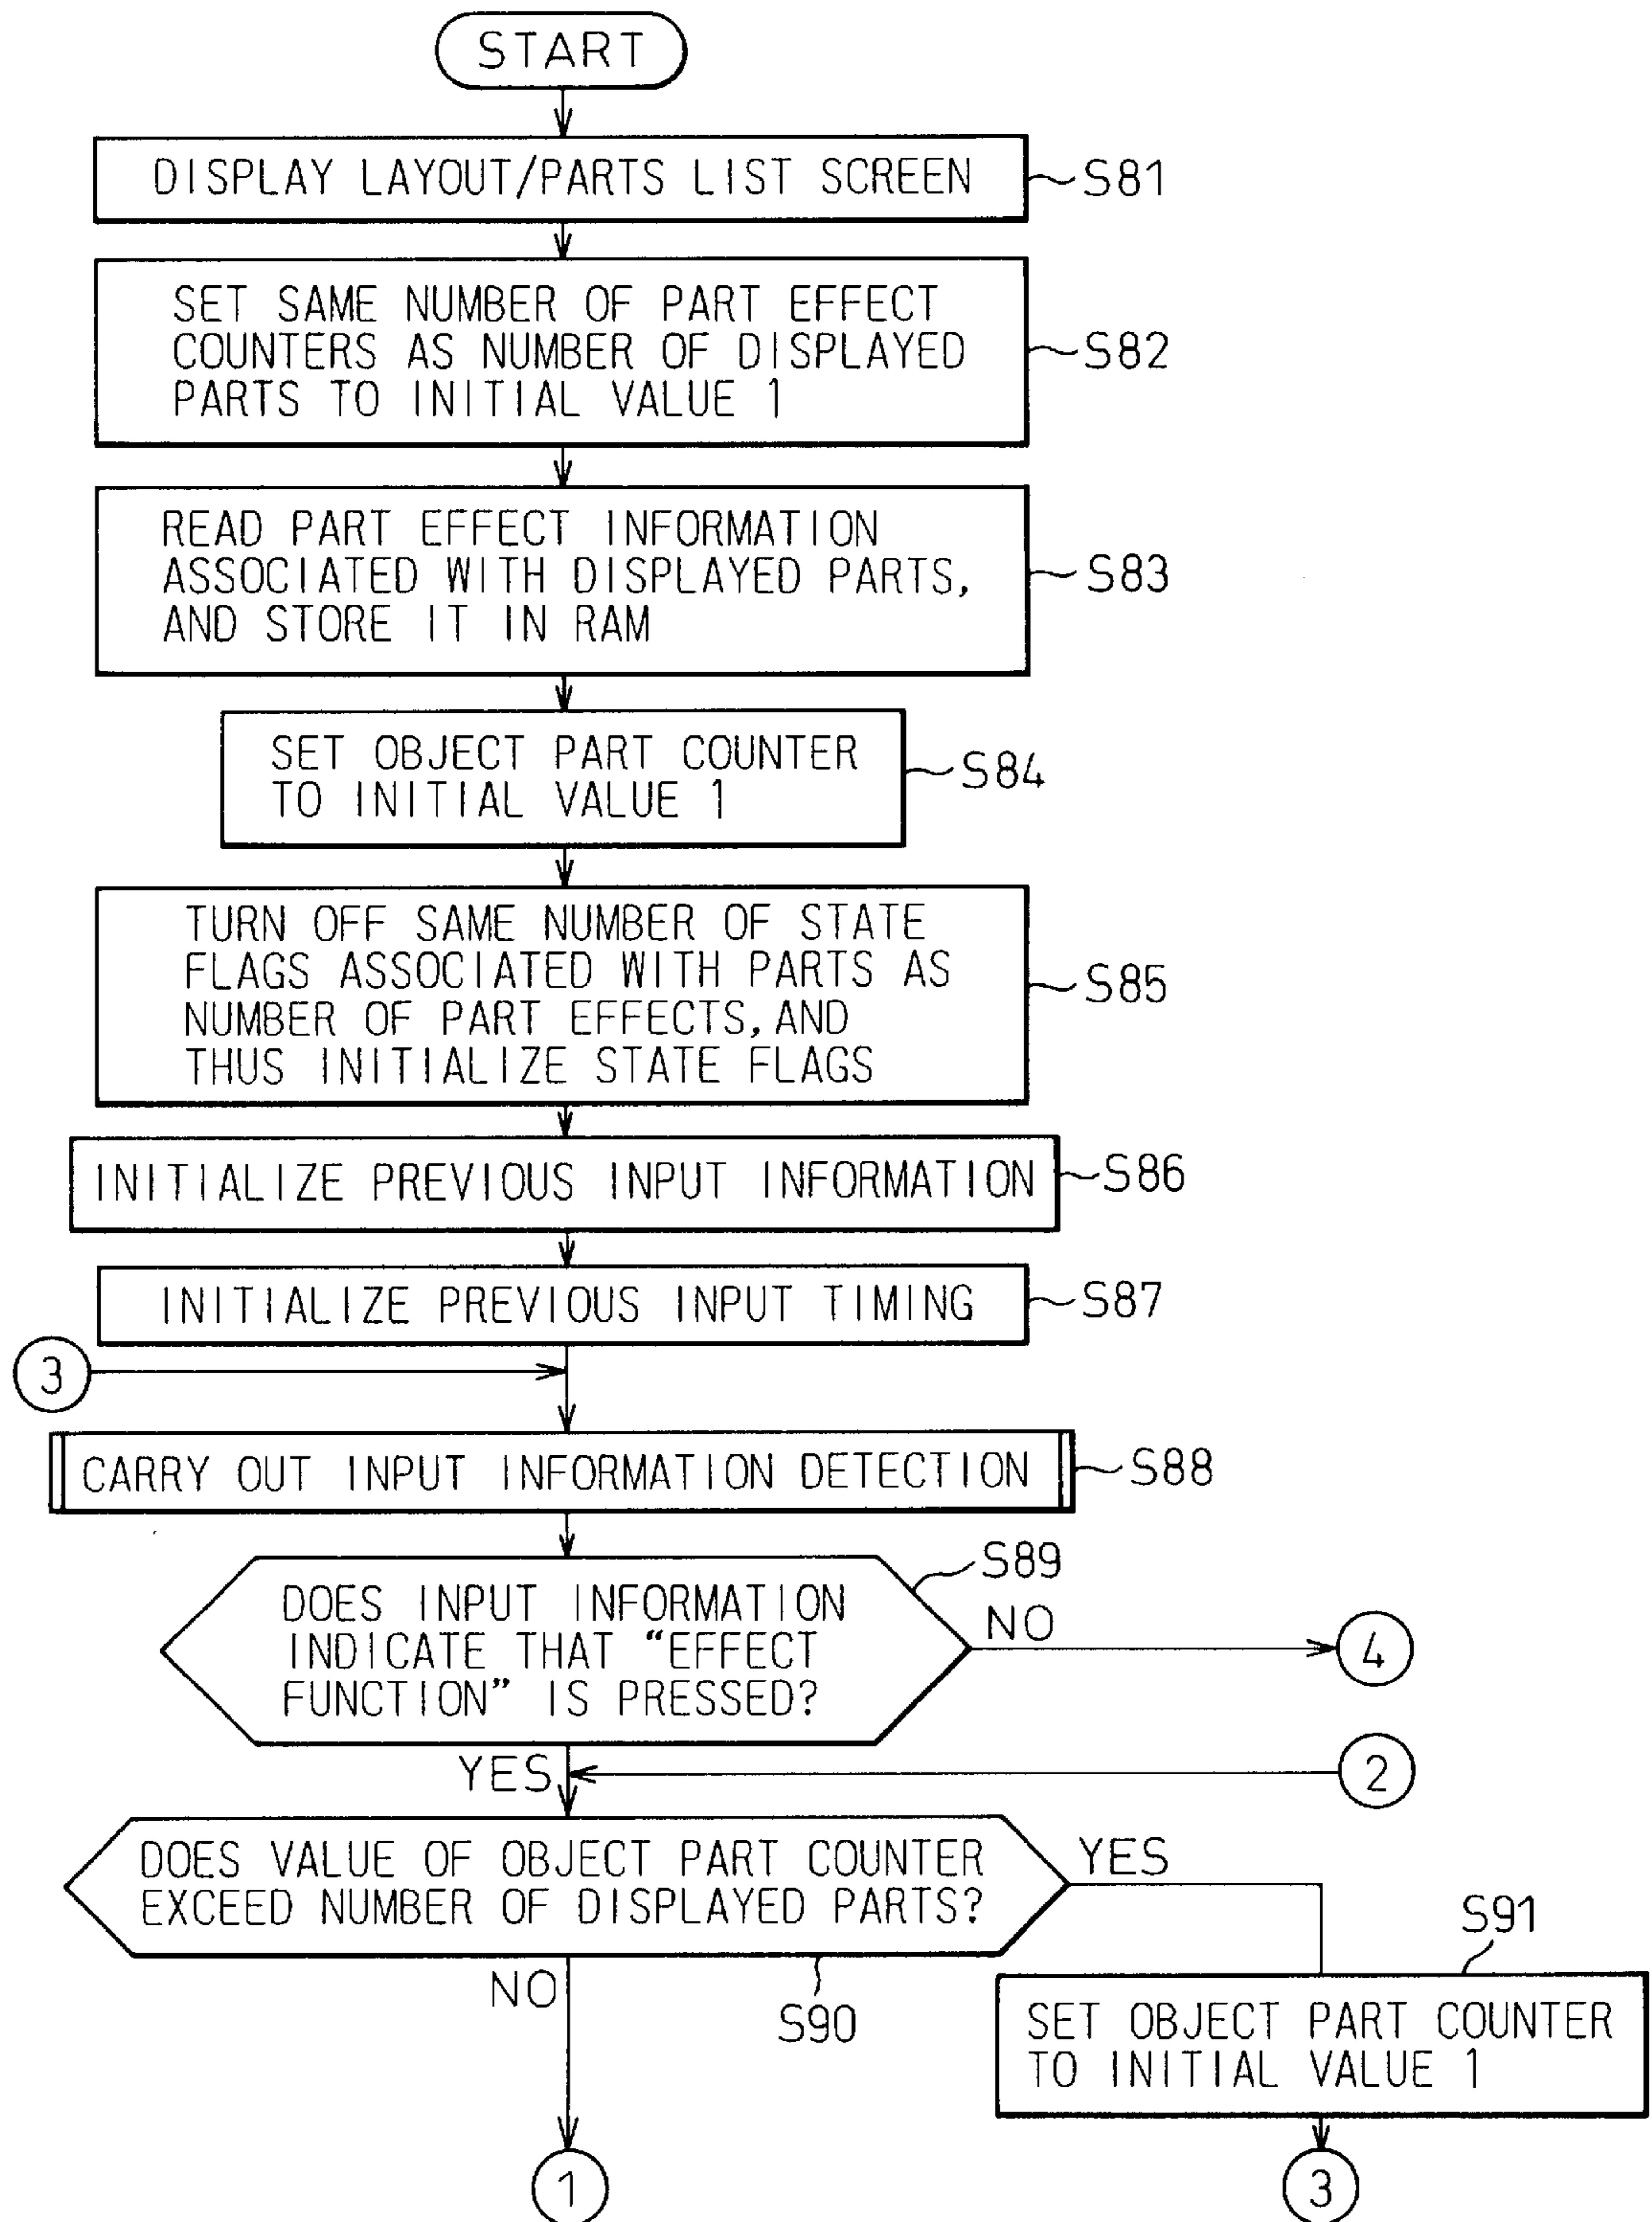 START
DISPLAY LAYOUT/PARTS LIST SCREEN
S81
SET SAME NUMBER OF PART EFFECT
COUNTERS AS NUMBER OF DISPLAYED
PARTS TO INITIAL VALUE 1
S82
READ PART EFFECT INFORMATION
ASSOCIATED WITH DISPLAYED PARTS,
AND STORE IT IN RAM
S83
SET OBJECT PART COUNTER
TO INITIAL VALUE 1
S84
TURN OFF SAME NUMBER OF STATE
FLAGS ASSOCIATED WITH PARTS AS
NUMBER OF PART EFFECTS, AND
THUS INITIALIZE STATE FLAGS
S85
INITIALIZE PREVIOUS INPUT INFORMATION
S86
INITIALIZE PREVIOUS INPUT TIMING
S87
3
CARRY OUT INPUT INFORMATION DETECTION
S88
S89
DOES INPUT INFORMATION
INDICATE THAT “EFFECT
FUNCTION” IS PRESSED?
NO
4
YES
2
DOES VALUE OF OBJECT PART COUNTER
EXCEED NUMBER OF DISPLAYED PARTS?
YES
S91
NO
S90
SET OBJECT PART COUNTER
TO INITIAL VALUE 1
1
3